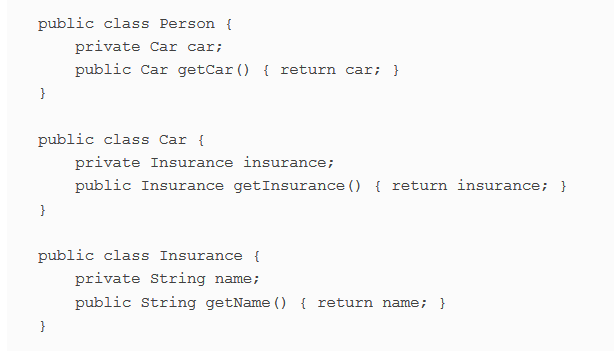 public class Person {
    private Car car;
    public Car getCar() { return car; }
}

public class Car {
    private Insurance insurance;
    public Insurance getInsurance() { return insurance; }
}

public class Insurance {
    private String name;
    public String getName() { return name; }
}